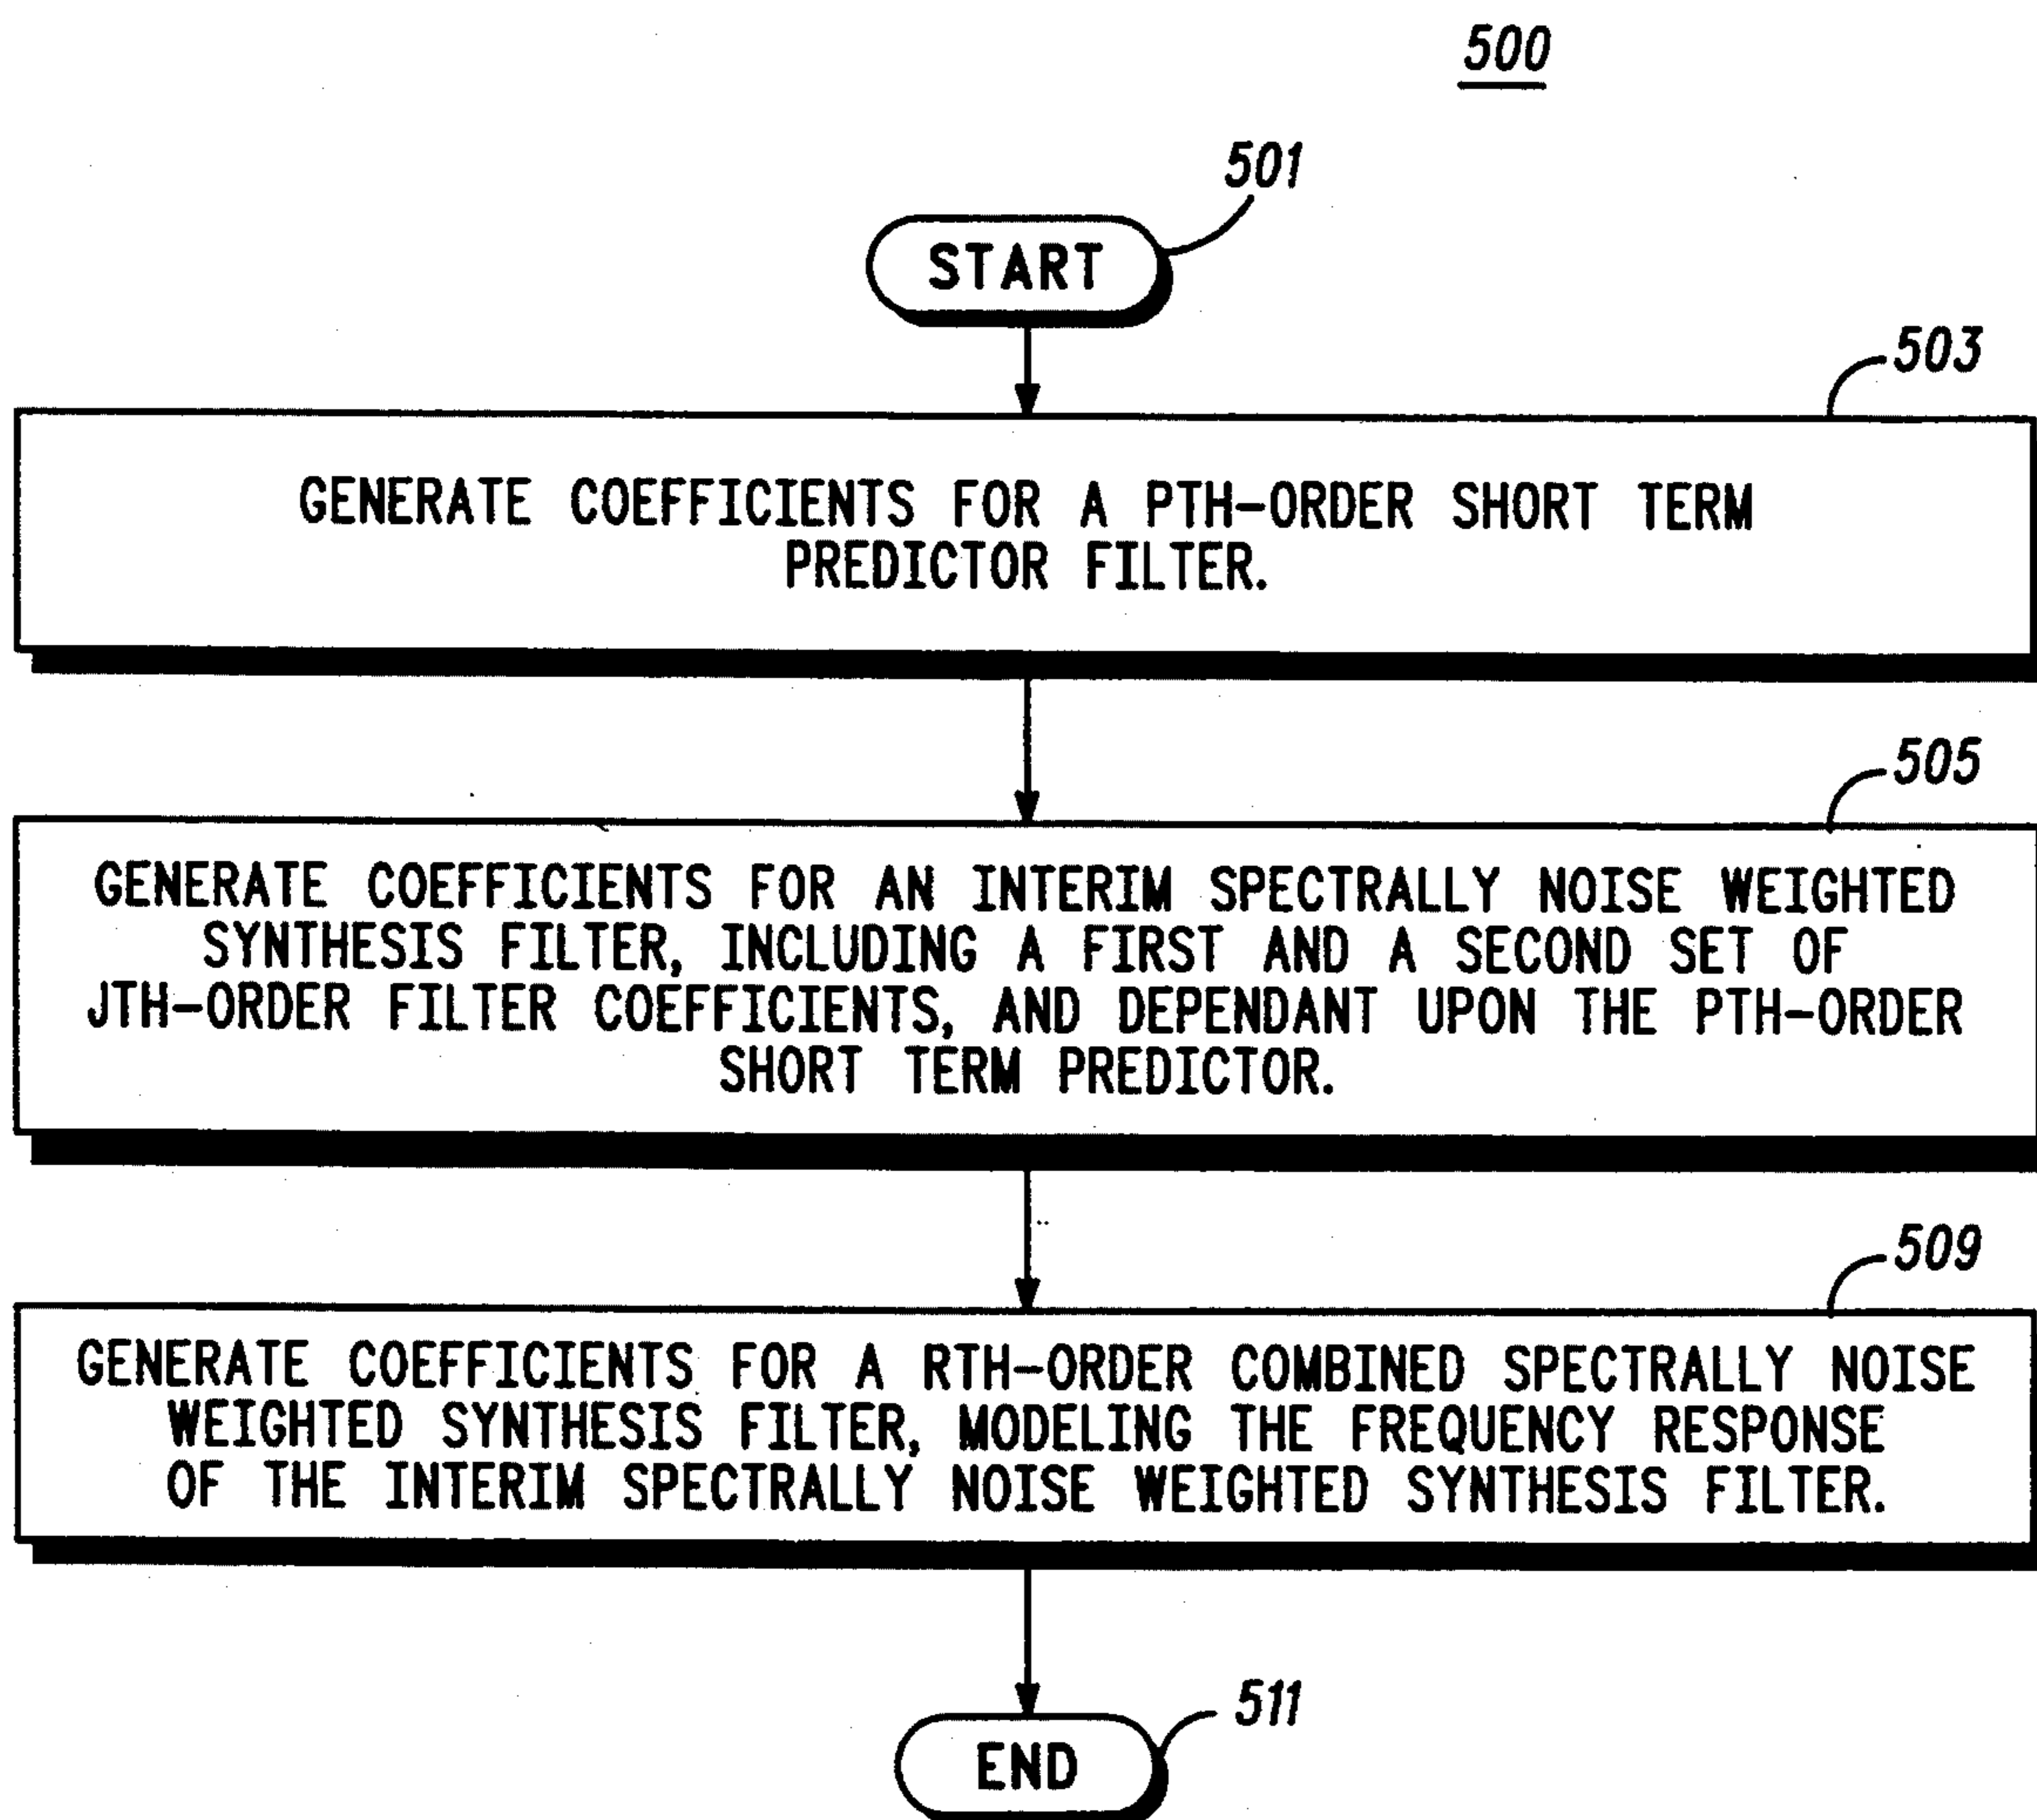 500
501
START
503
GENERATE COEFFICIENTS FOR A PTH-ORDER SHORT TERM
PREDICTOR FILTER.
505
GENERATE COEFFICIENTS FOR AN INTERIM SPECTRALLY NOISE WEIGHTED
SYNTHESIS FILTER, INCLUDING A FIRST AND A SECOND SET OF
JTH-ORDER FILTER COEFFICIENTS, AND DEPENDANT UPON THE PTH-ORDER
SHORT TERM PREDICTOR.
509
GENERATE COEFFICIENTS FOR A RTH-ORDER COMBINED SPECTRALLY NOISE
WEIGHTED SYNTHESIS FILTER, MODELING THE FREQUENCY RESPONSE
OF THE INTERIM SPECTRALLY NOISE WEIGHTED SYNTHESIS FILTER.
511
END